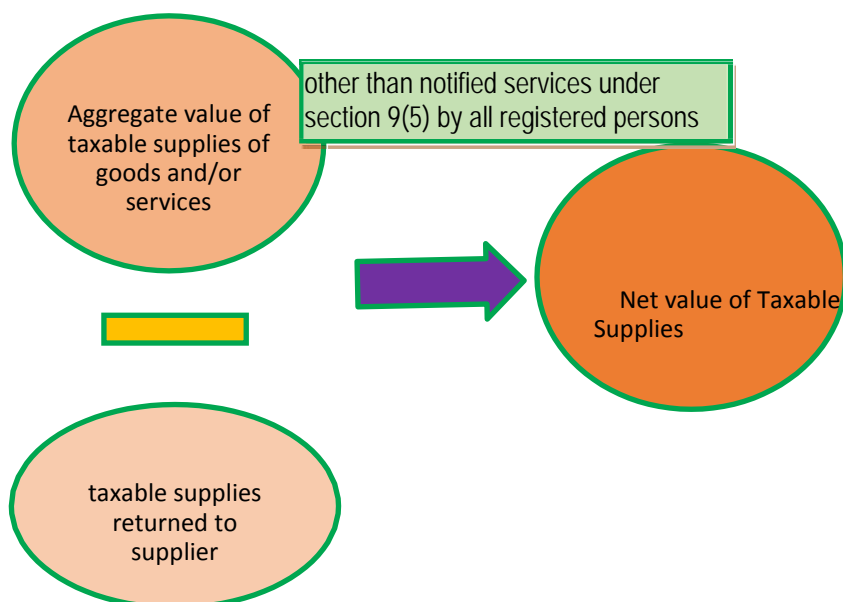 Aggregate value of
taxable supplies of
goods and/or
services
other than notified services under
section 9(5) by all registered persons
Net value of Taxable
Supplies
taxable supplies
returned to
supplier